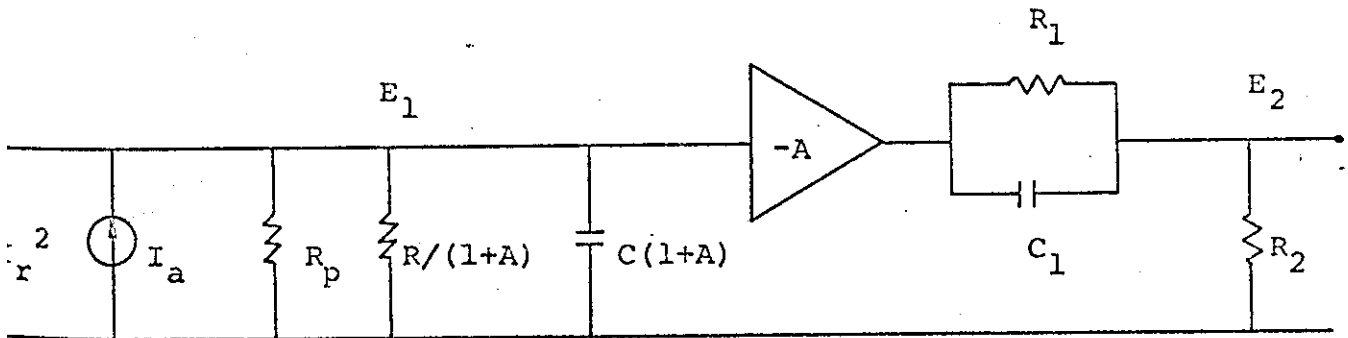 R₁
E₁
E₂
-A
r²
Iₐ
Rₚ
R/(1+A)
C(1+A)
C₁
R₂